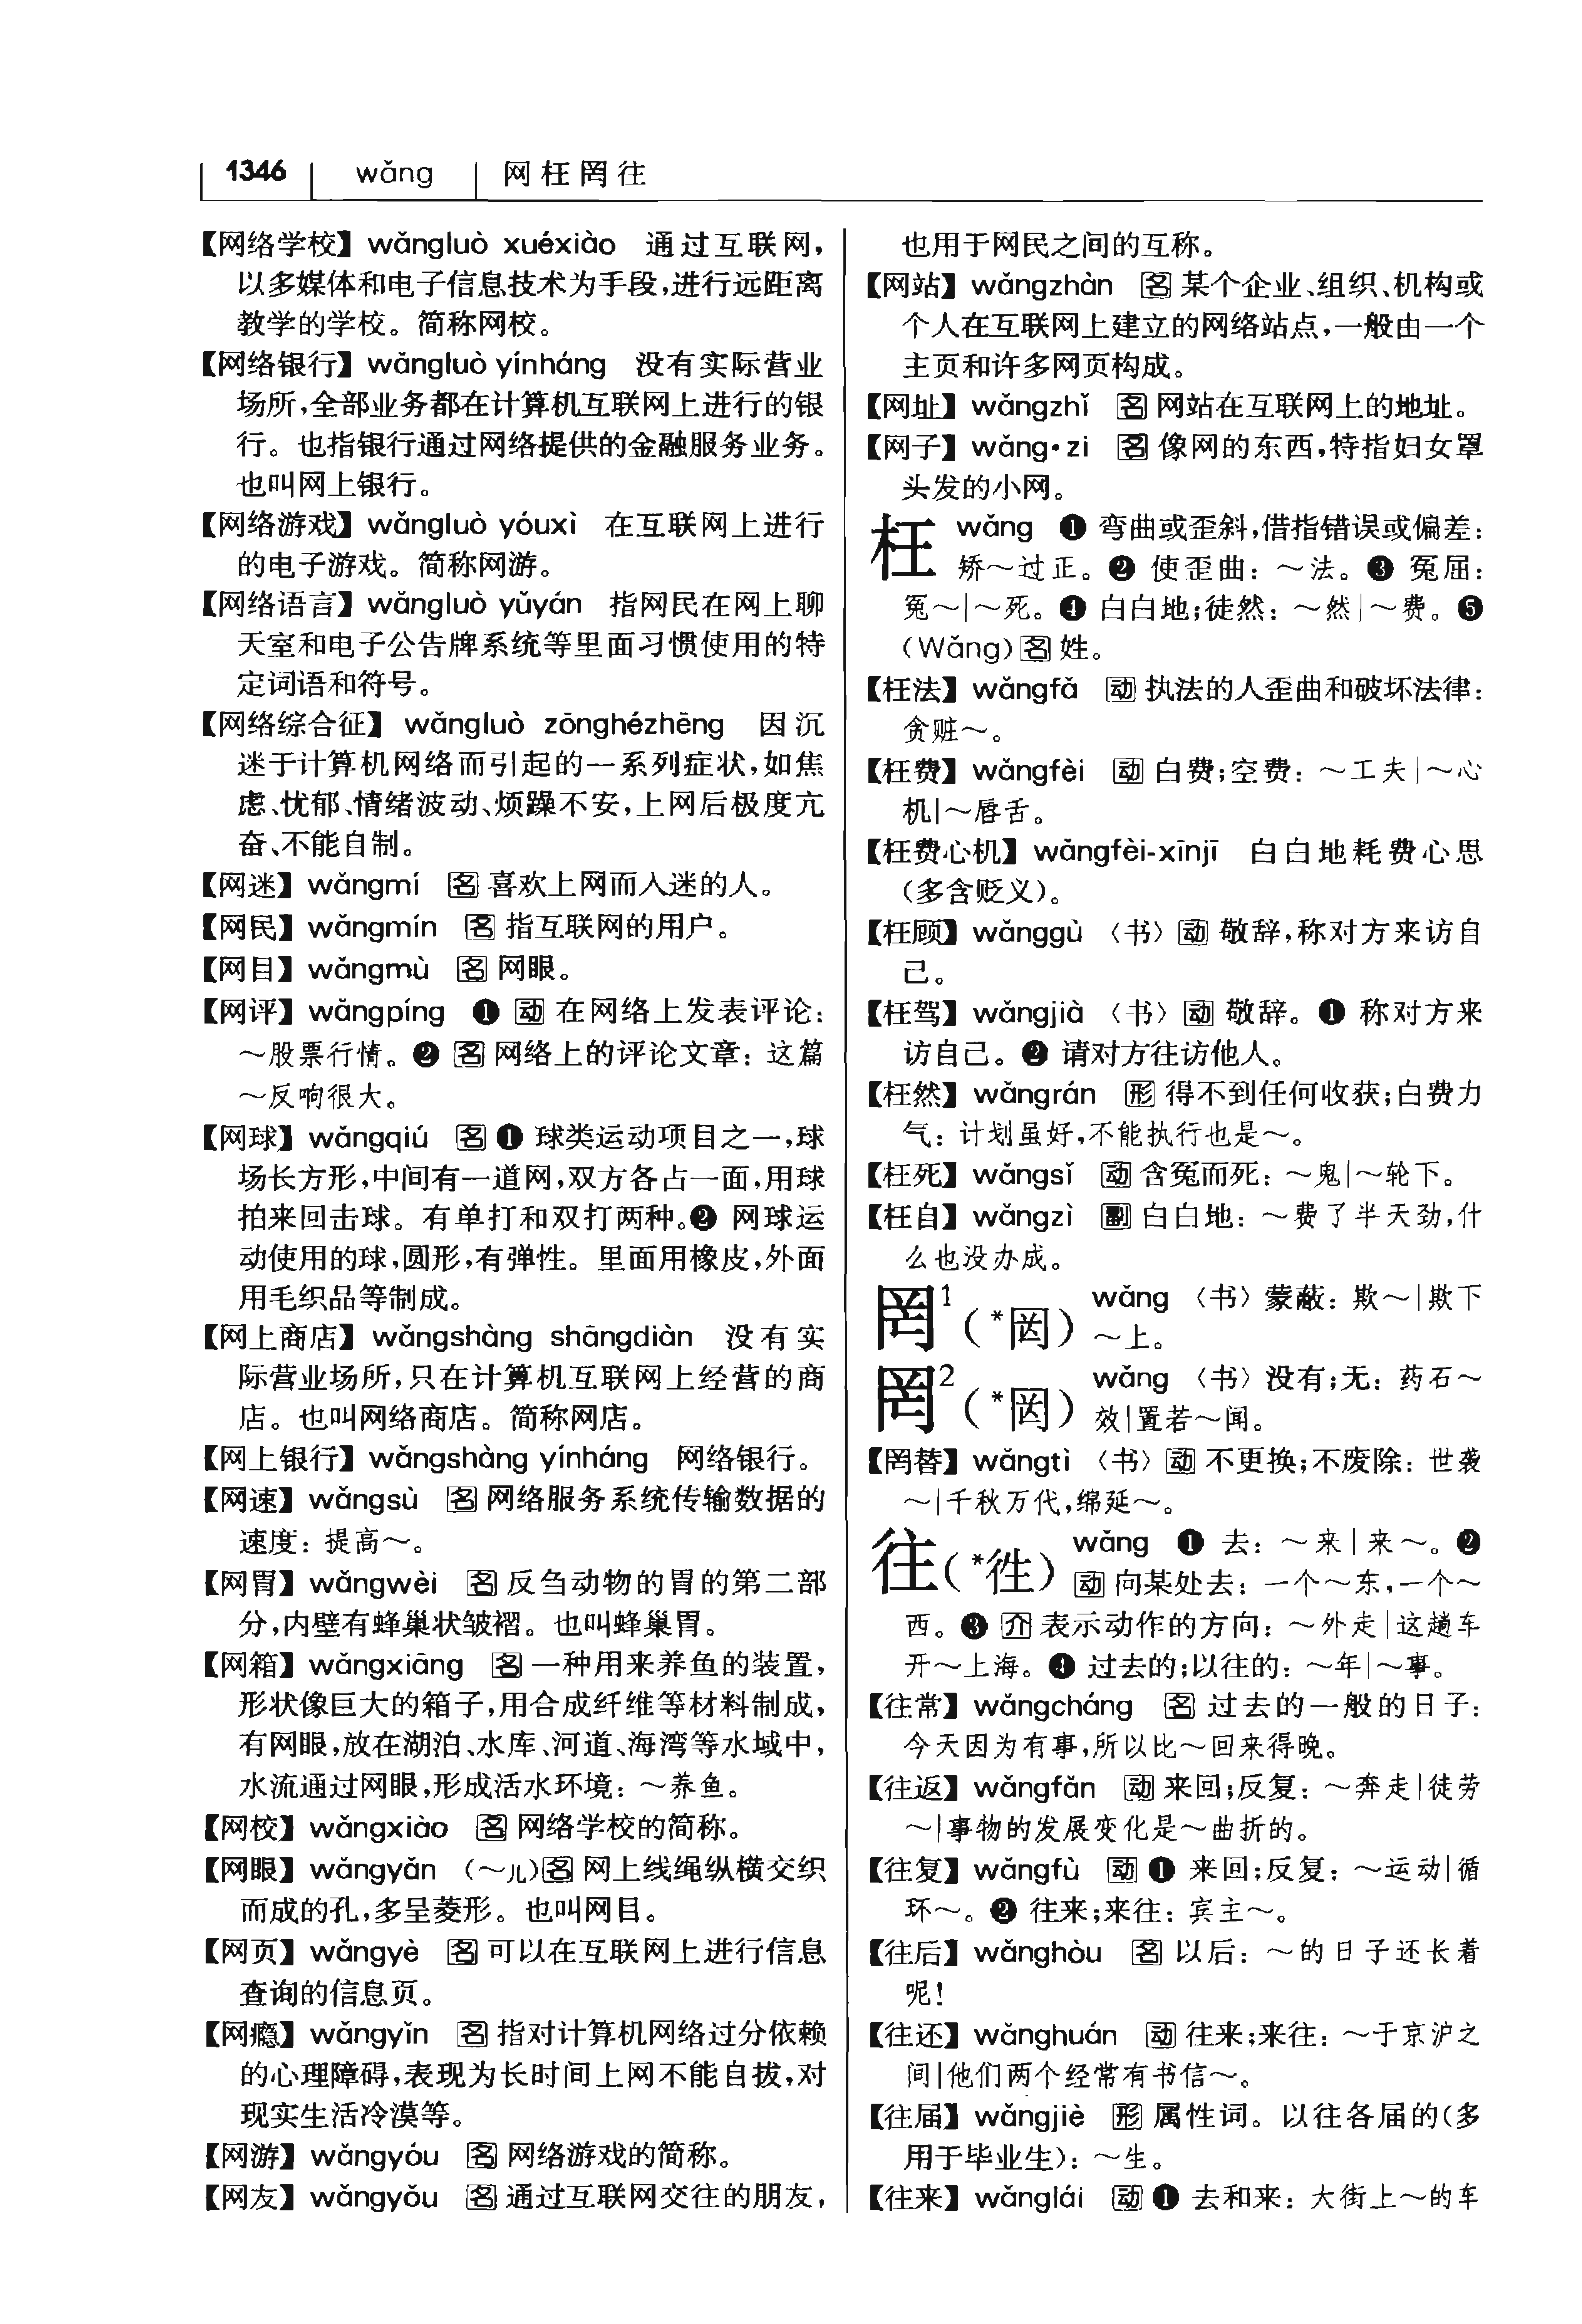 1346 wǎng 网枉罔往
【网络学校】 wǎngluò xuéxiào 通过互联网，
以多媒体和电子信息技术为手段，进行远距离
教学的学校。简称网校。
【网络银行】 wǎngluò yínháng 没有实际营业
场所，全部业务都在计算机互联网上进行的银
行。也指银行通过网络提供的金融服务业务。
也叫网上银行。
【网络游戏】 wǎngluò yóuxì 在互联网上进行
的电子游戏。简称网游。
【网络语言】 wǎngluò yǔyán 指网民在网上聊
天室和电子公告牌系统等里面习惯使用的特
定词语和符号。
【网络综合征】 wǎngluò zōnghézhēng 因沉
迷于计算机网络而引起的一系列症状，如焦
虑、忧郁、情绪波动、烦躁不安，上网后极度亢
奋、不能自制。
【网迷】 wǎngmí 名 喜欢上网而入迷的人。
【网民】 wǎngmín 名 指互联网的用户。
【网目】 wǎngmù 名 网眼。
【网评】 wǎngpíng ❶ 动 在网络上发表评论：
～股票行情。❷ 名 网络上的评论文章：这篇
～反响很大。
【网球】 wǎngqiú 名 ❶ 球类运动项目之一，球
场长方形，中间有一道网，双方各占一面，用球
拍来回击球。有单打和双打两种。❷ 网球运
动使用的球，圆形，有弹性。里面用橡皮，外面
用毛织品等制成。
【网上商店】 wǎngshàng shāngdiàn 没有实
际营业场所，只在计算机互联网上经营的商
店。也叫网络商店。简称网店。
【网上银行】 wǎngshàng yínháng 网络银行。
【网速】 wǎngsù 名 网络服务系统传输数据的
速度：提高～。
【网胃】 wǎngwèi 名 反刍动物的胃的第二部
分，内壁有蜂巢状皱褶。也叫蜂巢胃。
【网箱】 wǎngxiāng 名 一种用来养鱼的装置，
形状像巨大的箱子，用合成纤维等材料制成，
有网眼，放在湖泊、水库、河道、海湾等水域中，
水流通过网眼，形成活水环境：～养鱼。
【网校】 wǎngxiào 名 网络学校的简称。
【网眼】 wǎngyǎn （～儿）名 网上线绳纵横交织
而成的孔，多呈菱形。也叫网目。
【网页】 wǎngyè 名 可以在互联网上进行信息
查询的信息页。
【网瘾】 wǎngyǐn 名 指对计算机网络过分依赖
的心理障碍，表现为长时间上网不能自拔，对
现实生活冷漠等。
【网游】 wǎngyóu 名 网络游戏的简称。
【网友】 wǎngyǒu 名 通过互联网交往的朋友，
也用于网民之间的互称。
【网站】 wǎngzhàn 名 某个企业、组织、机构或
个人在互联网上建立的网络站点，一般由一个
主页和许多网页构成。
【网址】 wǎngzhǐ 名 网站在互联网上的地址。
【网子】 wǎng·zi 名 像网的东西，特指妇女罩
头发的小网。
枉 wǎng ❶ 弯曲或歪斜，借指错误或偏差：
矫～过正。❷ 使歪曲：～法。❸ 冤屈：
冤～｜～死。❹ 白白地；徒然：～然｜～费。❺
（Wǎng）名 姓。
【枉法】 wǎngfǎ 动 执法的人歪曲和破坏法律：
贪赃～。
【枉费】 wǎngfèi 动 白费；空费：～工夫｜～心
机｜～唇舌。
【枉费心机】 wǎngfèi-xīnjī 白白地耗费心思
（多含贬义）。
【枉顾】 wǎnggù 〈书〉动 敬辞，称对方来访自
己。
【枉驾】 wǎngjià 〈书〉动 敬辞。❶ 称对方来
访自己。❷ 请对方往访他人。
【枉然】 wǎngrán 形 得不到任何收获；白费力
气：计划虽好，不能执行也是～。
【枉死】 wǎngsǐ 动 含冤而死：～鬼｜～轮下。
【枉自】 wǎngzì 副 白白地：～费了半天劲，什
么也没办成。
罔1（*㒺） wǎng 〈书〉蒙蔽：欺～｜欺下
～上。
罔2（*㒺） wǎng 〈书〉没有；无：药石～
效｜置若～闻。
【罔替】 wǎngtì 〈书〉动 不更换；不废除：世袭
～｜千秋万代，绵延～。
往（*徃） wǎng ❶ 去：～来｜来～。❷
动 向某处去：一个～东，一个～
西。❸ 介 表示动作的方向：～外走｜这趟车
开～上海。❹ 过去的；以往的：～年｜～事。
【往常】 wǎngcháng 名 过去的一般的日子：
今天因为有事，所以比～回来得晚。
【往返】 wǎngfǎn 动 来回；反复：～奔走｜徒劳
～｜事物的发展变化是～曲折的。
【往复】 wǎngfù 动 ❶ 来回；反复：～运动｜循
环～。❷ 往来；来往：宾主～。
【往后】 wǎnghòu 名 以后：～的日子还长着
呢！
【往还】 wǎnghuán 动 往来；来往：～于京沪之
间｜他们两个经常有书信～。
【往届】 wǎngjiè 形 属性词。以往各届的（多
用于毕业生）：～生。
【往来】 wǎnglái 动 ❶ 去和来：大街上～的车